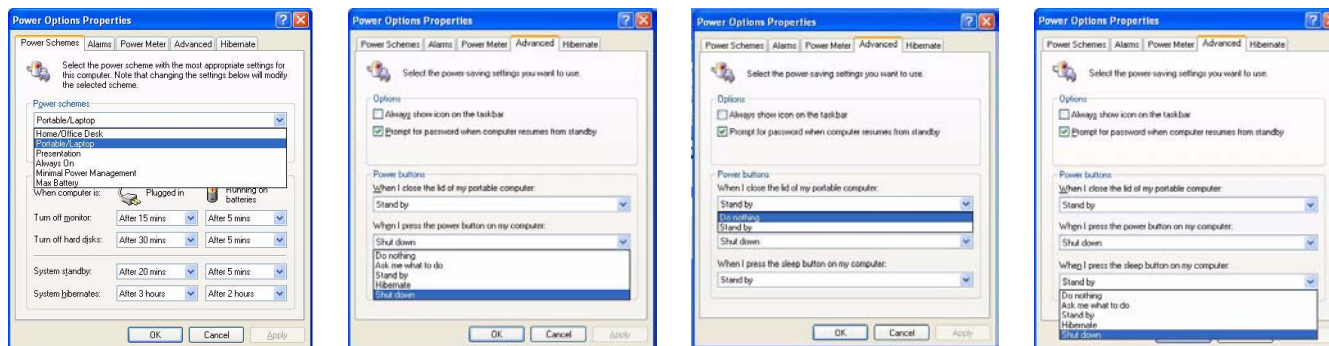 Power Options Properties
Power Schemes Alarms Power Meter Advanced Hibernate
Select the power scheme with the most appropriate settings for
this computer. Note that changing the settings below will modify
the selected scheme.
Power schemes
Portable/Laptop
Home/Office Desk
Portable/Laptop
Presentation
Always On
Minimal Power Management
Max Battery
When computer is: Plugged in Running on
batteries
Turn off monitor: After 15 mins After 5 mins
Turn off hard disks: After 30 mins After 5 mins
System standby: After 20 mins After 5 mins
System hibernates: After 3 hours After 2 hours
OK Cancel Apply
Power Options Properties
Power Schemes Alarms Power Meter Advanced Hibernate
Select the power-saving settings you want to use.
Options
Always show icon on the taskbar
Prompt for password when computer resumes from standby
Power buttons
When I close the lid of my portable computer:
Stand by
When I press the power button on my computer:
Shut down
Do nothing
Ask me what to do
Stand by
Hibernate
Shut down
OK Cancel Apply
Power Options Properties
Power Schemes Alarms Power Meter Advanced Hibernate
Select the power-saving settings you want to use.
Options
Always show icon on the taskbar
Prompt for password when computer resumes from standby
Power buttons
When I close the lid of my portable computer:
Stand by
Do nothing
Stand by
Shut down
When I press the sleep button on my computer:
Stand by
OK Cancel Apply
Power Options Properties
Power Schemes Alarms Power Meter Advanced Hibernate
Select the power-saving settings you want to use.
Options
Always show icon on the taskbar
Prompt for password when computer resumes from standby
Power buttons
When I close the lid of my portable computer:
Stand by
When I press the power button on my computer:
Shut down
When I press the sleep button on my computer:
Stand by
Do nothing
Ask me what to do
Stand by
Hibernate
Shut down